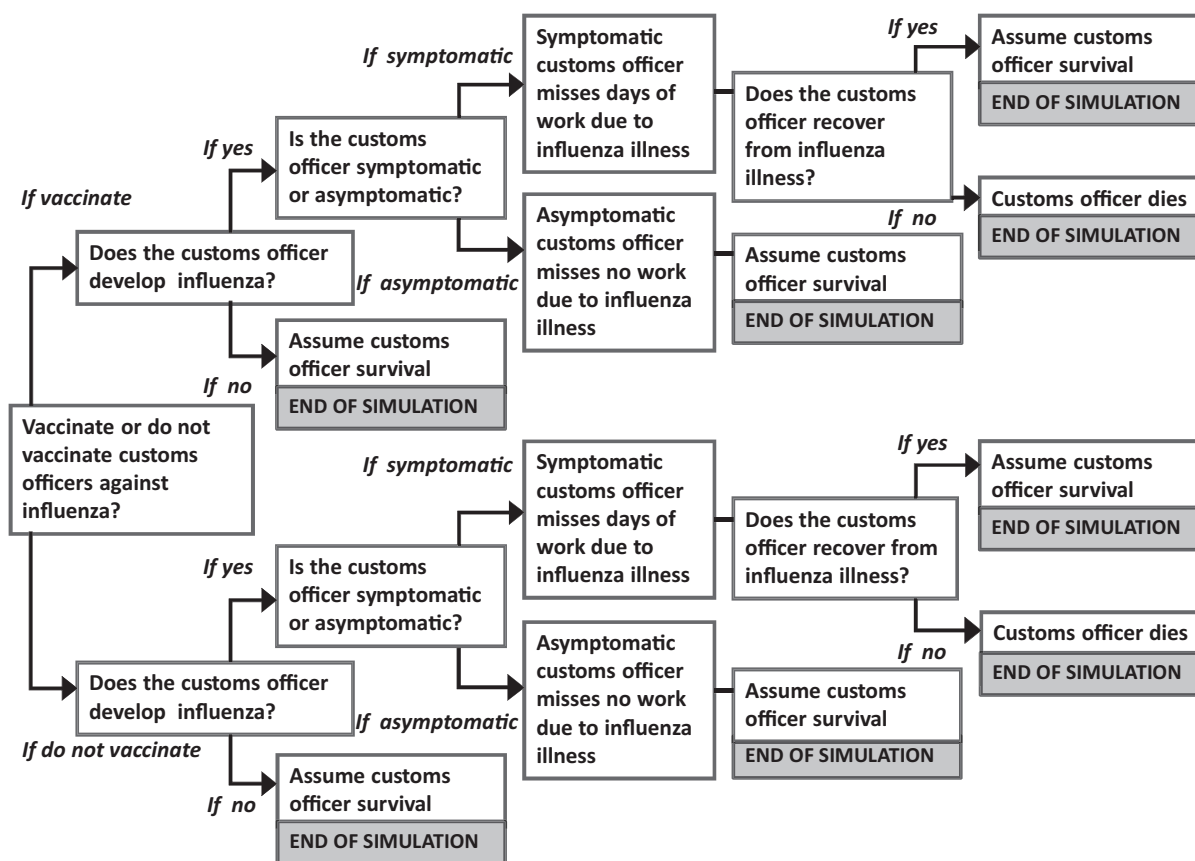 If vaccinate
Vaccinate or do not
vaccinate customs
officers against
influenza?
If do not vaccinate
Does the customs officer
develop influenza?
If yes
If no
Is the customs
officer symptomatic
or asymptomatic?
Assume customs
officer survival
END OF SIMULATION
If symptomatic
If asymptomatic
Symptomatic
customs officer
misses days of
work due to
influenza illness
Asymptomatic
customs officer
misses no work
due to influenza
illness
Does the customs
officer recover
from influenza
illness?
Assume customs
officer survival
END OF SIMULATION
If yes
If no
Assume customs
officer survival
END OF SIMULATION
Customs officer dies
END OF SIMULATION
Does the customs officer
develop influenza?
If yes
If no
Is the customs
officer symptomatic
or asymptomatic?
Assume customs
officer survival
END OF SIMULATION
If symptomatic
If asymptomatic
Symptomatic
customs officer
misses days of
work due to
influenza illness
Asymptomatic
customs officer
misses no work
due to influenza
illness
Does the customs
officer recover from
influenza illness?
Assume customs
officer survival
END OF SIMULATION
If yes
If no
Assume customs
officer survival
END OF SIMULATION
Customs officer dies
END OF SIMULATION